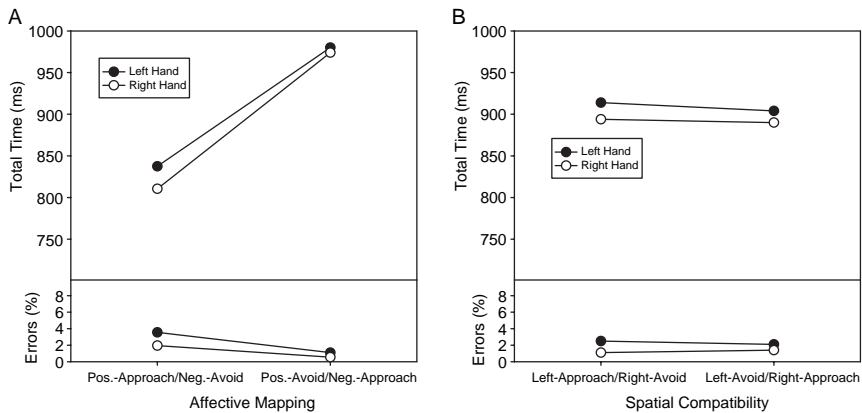 A
Total Time (ms)
1000
950
900
850
800
750
Left Hand
Right Hand
Errors (%)
8
6
4
2
0
Pos.-Approach/Neg.-Avoid
Pos.-Avoid/Neg.-Approach
Affective Mapping
B
Total Time (ms)
1000
950
900
850
800
750
Left Hand
Right Hand
Errors (%)
8
6
4
2
0
Left-Approach/Right-Avoid
Left-Avoid/Right-Approach
Spatial Compatibility